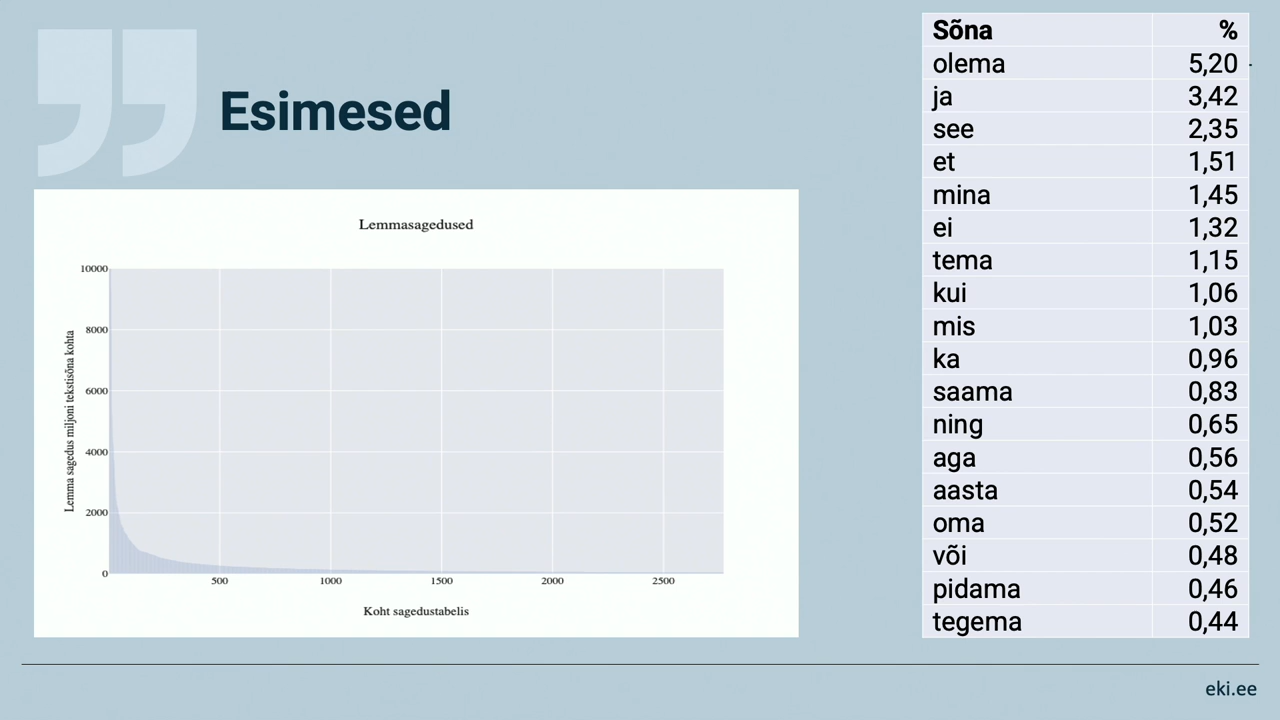 Esimesed
Lemmasagedused
Lemma sagedus miljoni tekstisõna kohta
10000
8000
6000
4000
2000
0
500 1000 1500 2000 2500
Koht sagedustabelis
Sõna %
olema 5,20
ja 3,42
see 2,35
et 1,51
mina 1,45
ei 1,32
tema 1,15
kui 1,06
mis 1,03
ka 0,96
saama 0,83
ning 0,65
aga 0,56
aasta 0,54
oma 0,52
või 0,48
pidama 0,46
tegema 0,44
eki.ee